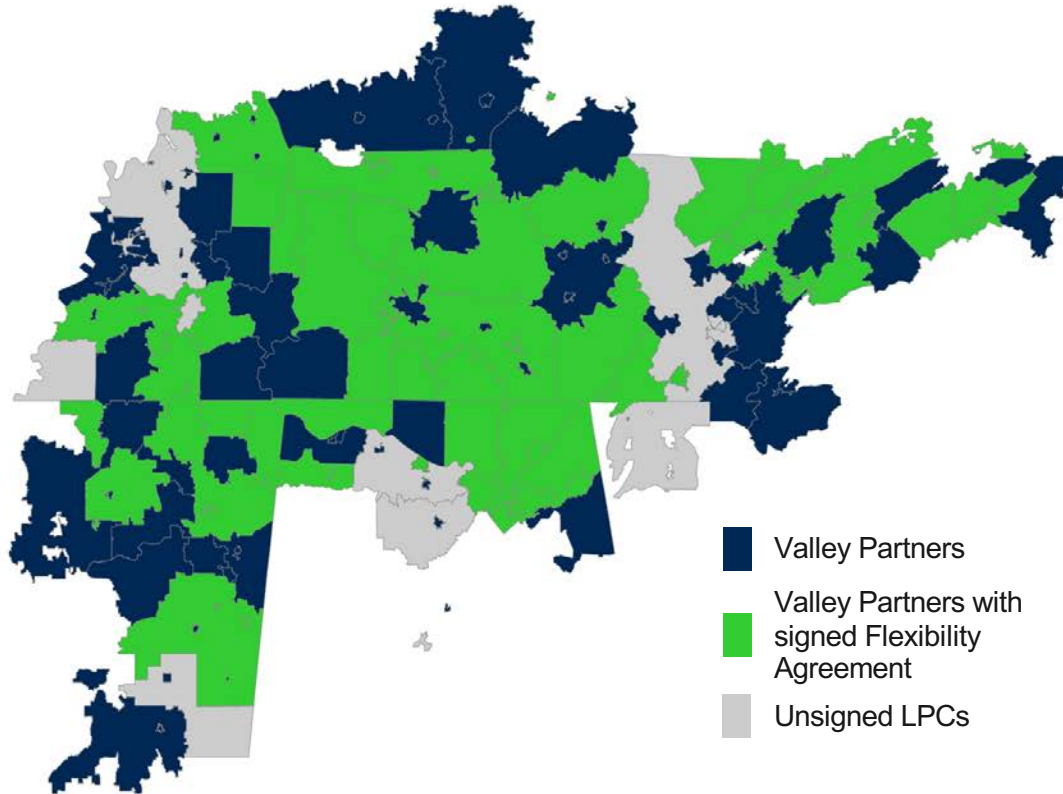 Valley Partners
Valley Partners with
signed Flexibility
Agreement
Unsigned LPCs